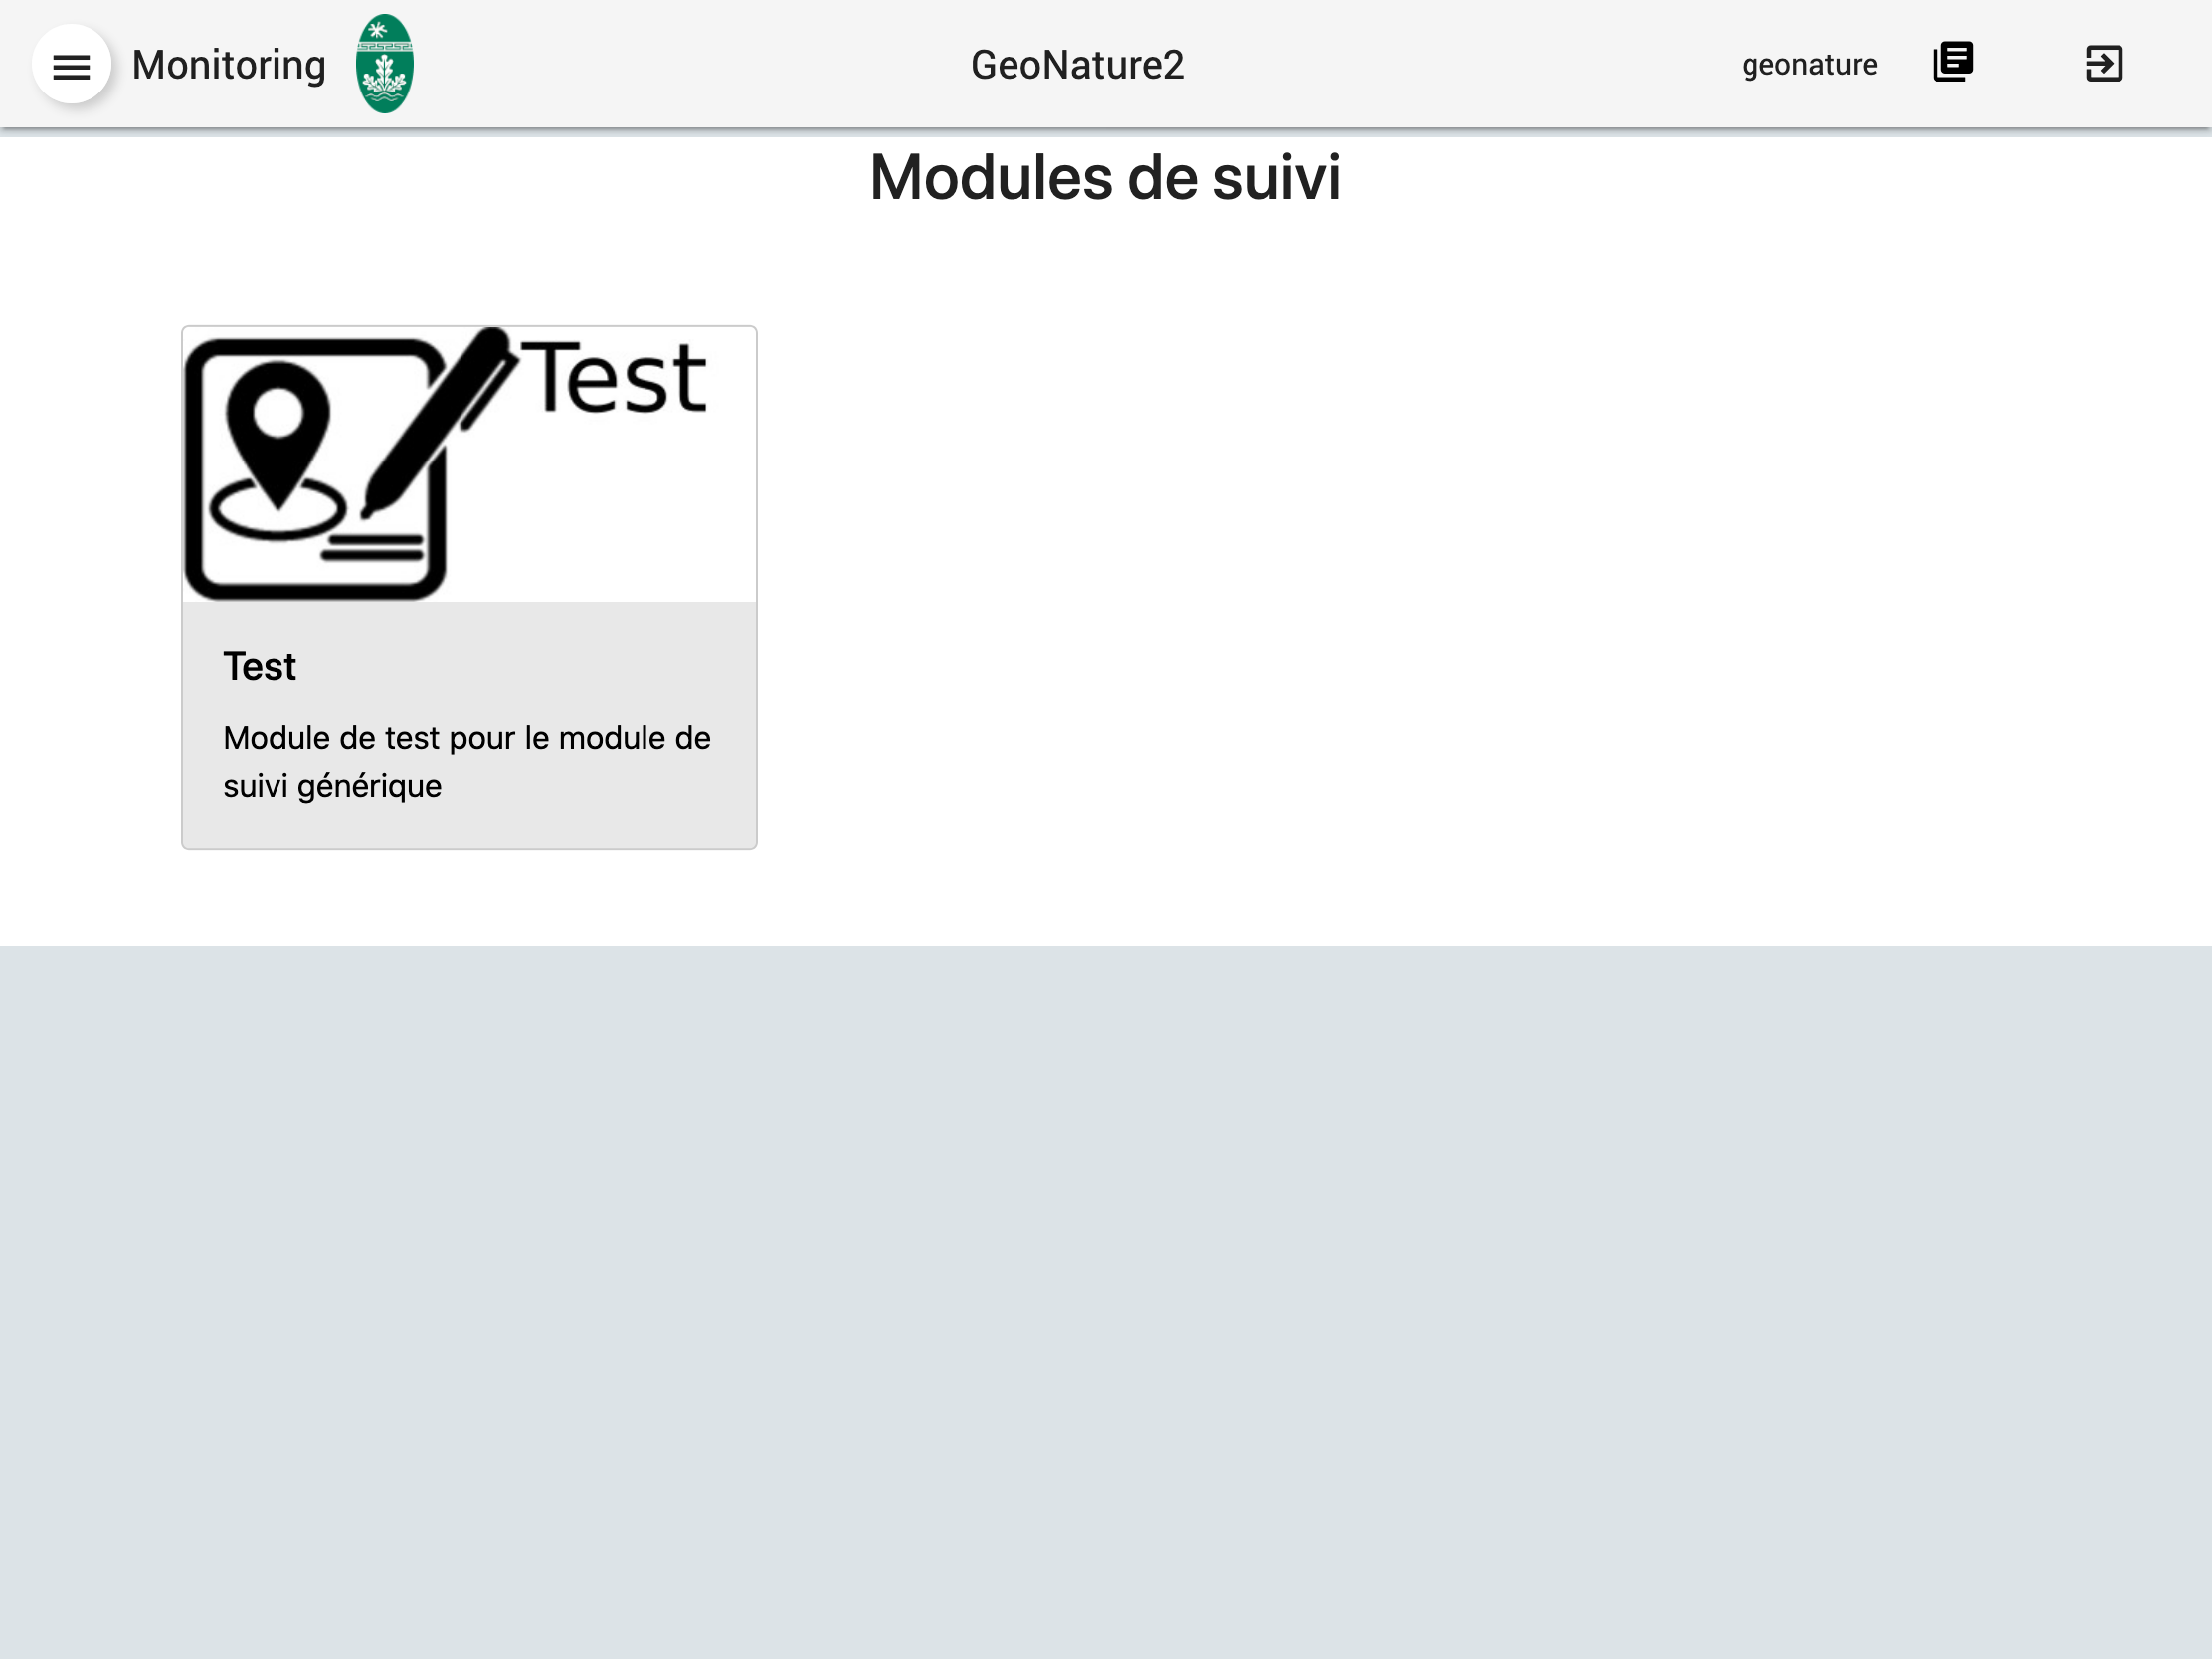 Monitoring
GeoNature2
geonature
Modules de suivi
Test
Test
Module de test pour le module de
suivi générique